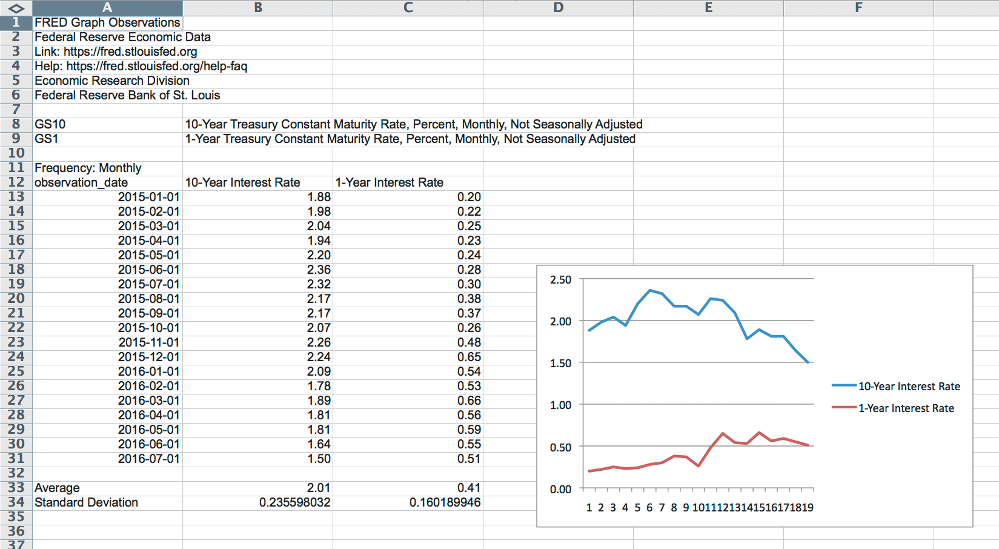 A B C D E F
1 FRED Graph Observations
2 Federal Reserve Economic Data
3 Link: https://fred.stlouisfed.org
4 Help: https://fred.stlouisfed.org/help-faq
5 Economic Research Division
6 Federal Reserve Bank of St. Louis
7
8 GS10 10-Year Treasury Constant Maturity Rate, Percent, Monthly, Not Seasonally Adjusted
9 GS1 1-Year Treasury Constant Maturity Rate, Percent, Monthly, Not Seasonally Adjusted
10
11 Frequency: Monthly
12 observation_date 10-Year Interest Rate 1-Year Interest Rate
13 2015-01-01 1.88 0.20
14 2015-02-01 1.98 0.22
15 2015-03-01 2.04 0.25
16 2015-04-01 1.94 0.23
17 2015-05-01 2.20 0.24
18 2015-06-01 2.36 0.28
19 2015-07-01 2.32 0.30
20 2015-08-01 2.17 0.38
21 2015-09-01 2.17 0.37
22 2015-10-01 2.07 0.26
23 2015-11-01 2.26 0.48
24 2015-12-01 2.24 0.65
25 2016-01-01 2.09 0.54
26 2016-02-01 1.78 0.53
27 2016-03-01 1.89 0.66
28 2016-04-01 1.81 0.56
29 2016-05-01 1.81 0.59
30 2016-06-01 1.64 0.55
31 2016-07-01 1.50 0.51
32
33 Average 2.01 0.41
34 Standard Deviation 0.235598032 0.160189946
35
36
37
2.50
2.00
1.50
1.00
0.50
0.00
1 2 3 4 5 6 7 8 9 10 11 12 13 14 15 16 17 18 19
10-Year Interest Rate
1-Year Interest Rate